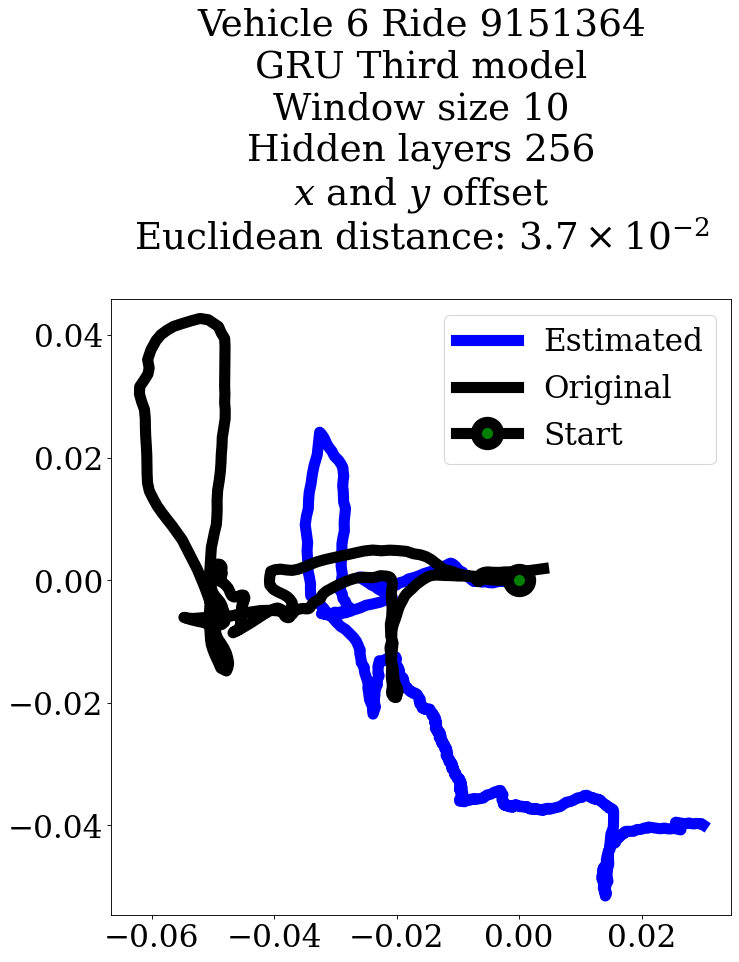 Vehicle 6 Ride 9151364
GRU Third model
Window size 10
Hidden layers 256
x and y offset
Euclidean distance: 3.7 × 10⁻²
Estimated
Original
Start
0.04
0.02
0.00
−0.02
−0.04
−0.06 −0.04 −0.02 0.00 0.02